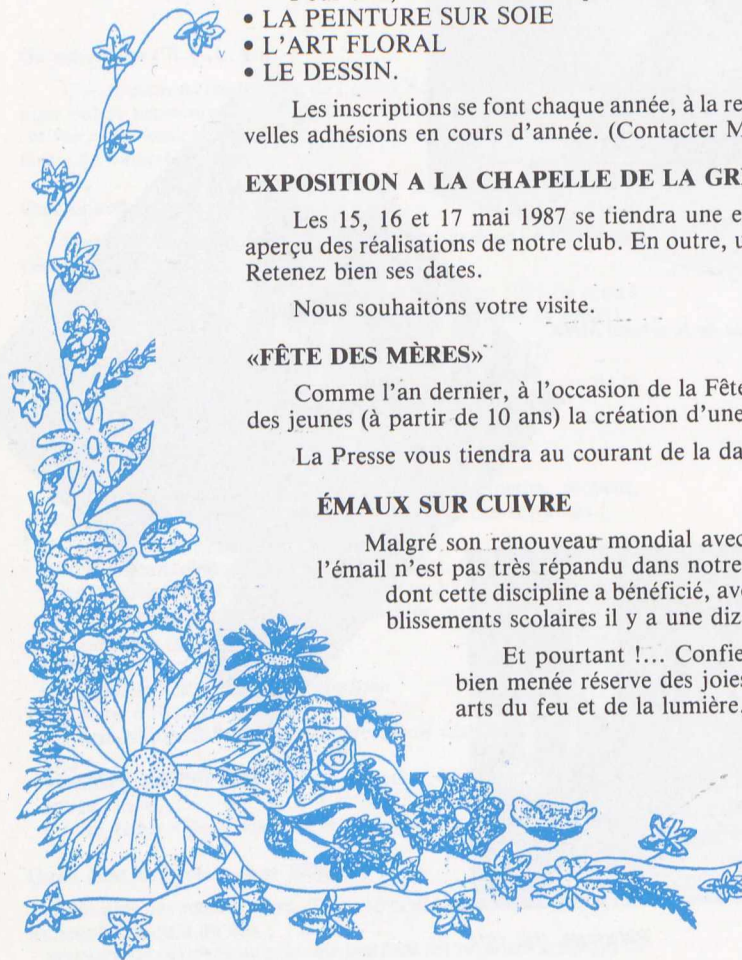 • LA PEINTURE SUR SOIE
• L'ART FLORAL
• LE DESSIN.
Les inscriptions se font chaque année, à la re
velles adhésions en cours d'année. (Contacter M
EXPOSITION A LA CHAPELLE DE LA GR
Les 15, 16 et 17 mai 1987 se tiendra une e
aperçu des réalisations de notre club. En outre, u
Retenez bien ses dates.
Nous souhaitons votre visite.
«FÊTE DES MÈRES»
Comme l'an dernier, à l'occasion de la Fête
des jeunes (à partir de 10 ans) la création d'une
La Presse vous tiendra au courant de la da
ÉMAUX SUR CUIVRE
Malgré son renouveau mondial avec
l'émail n'est pas très répandu dans notre
dont cette discipline a bénéficié, av
blissements scolaires il y a une diz
Et pourtant !... Confie
bien menée réserve des joies
arts du feu et de la lumière.